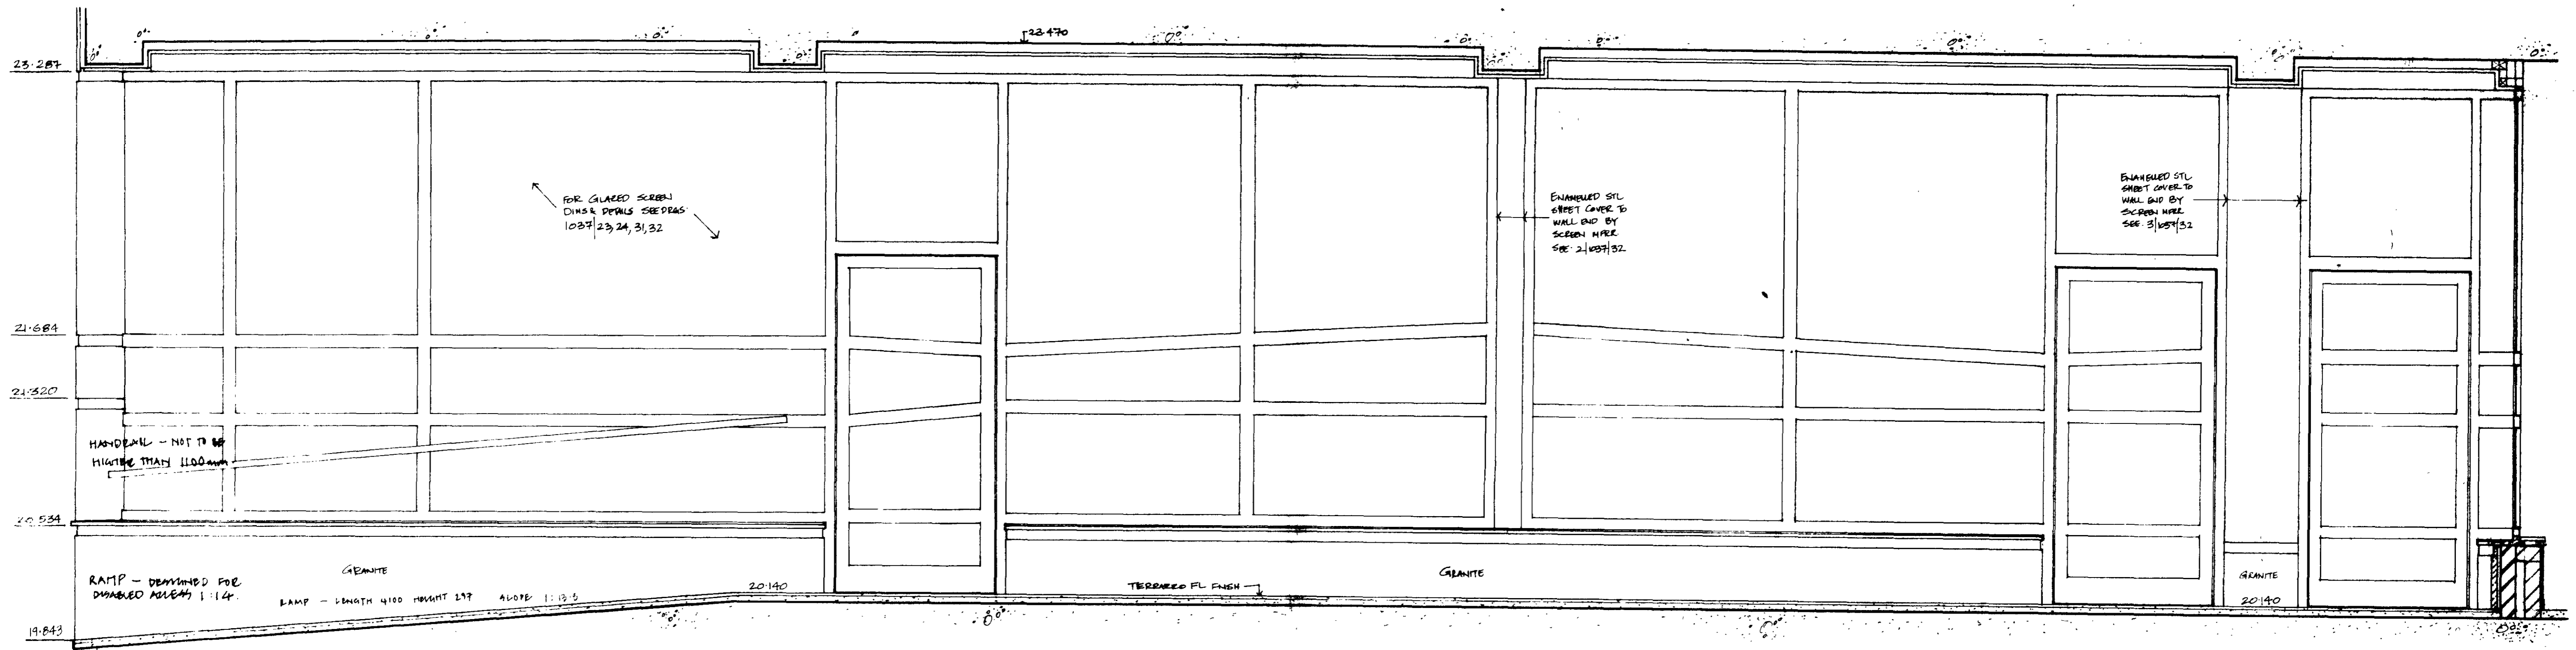 23.470
23.287
FOR GLAZED SCREEN
DIMS & DETAILS SEE DRGS
1037/23, 24, 31, 32
ENAMELLED STL
SHEET COVER TO
WALL END BY
SCREEN MFRR
SEE 2/1037/32
ENAMELLED STL
SHEET COVER TO
WALL END BY
SCREEN MFRR
SEE 3/1037/32
21.684
21.320
HANDRAIL - NOT TO BE
HIGHER THAN 1100mm
20.534
RAMP - DESIGNED FOR
DISABLED ACCESS 1:14.
GRANITE
RAMP - LENGTH 4100 HEIGHT 297 SLOPE 1:13.8
20.140
TERRAZZO FL FNSH
GRANITE
GRANITE
20.140
19.843